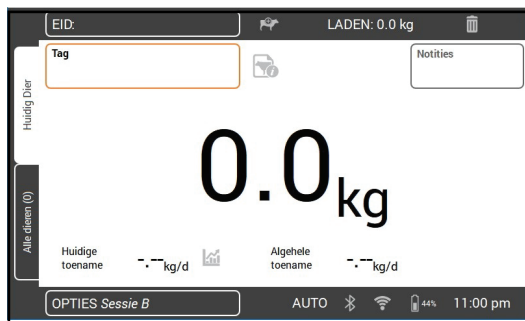 EID:
LADEN: 0.0 kg
Tag
Notities
Huidig Dier
0.0kg
Alle dieren (0)
Huidige
toename
-.--kg/d
Algehele
toename
-.--kg/d
OPTIES Sessie B
AUTO
44%
11:00 pm